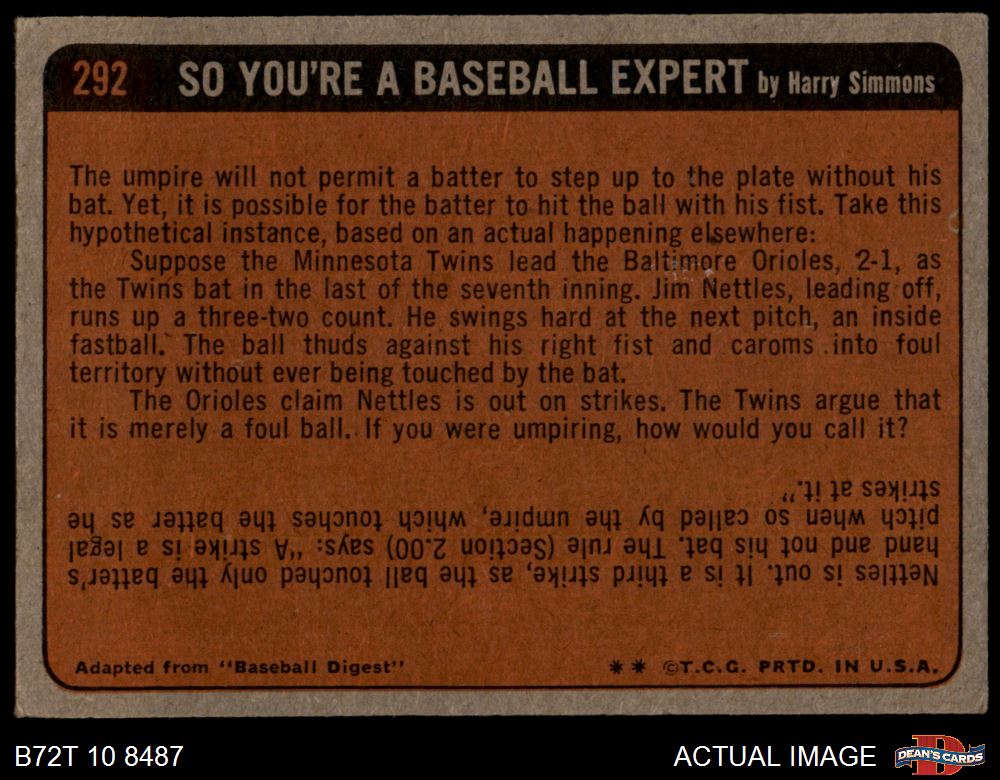 292 SO YOU'RE A BASEBALL EXPERT by Harry Simmons
The umpire will not permit a batter to step up to the plate without his
bat. Yet, it is possible for the batter to hit the ball with his fist. Take this
hypothetical instance, based on an actual happening elsewhere:
Suppose the Minnesota Twins lead the Baltimore Orioles, 2-1, as
the Twins bat in the last of the seventh inning. Jim Nettles, leading off,
runs up a three-two count. He swings hard at the next pitch, an inside
fastball. The ball thuds against his right fist and caroms into foul
territory without ever being touched by the bat.
The Orioles claim Nettles is out on strikes. The Twins argue that
it is merely a foul ball. If you were umpiring, how would you call it?
Nettles is out. It is a third strike, as the ball touched only the batter's
hand and not his bat. The rule (Section 2.00) says: "A strike is a legal
pitch when so called by the umpire, which touches the batter as he
strikes at it."
Adapted from "Baseball Digest" ** ©T.C.G. PRTD. IN U.S.A.
B72T 10 8487 ACTUAL IMAGE D DEAN'S CARDS